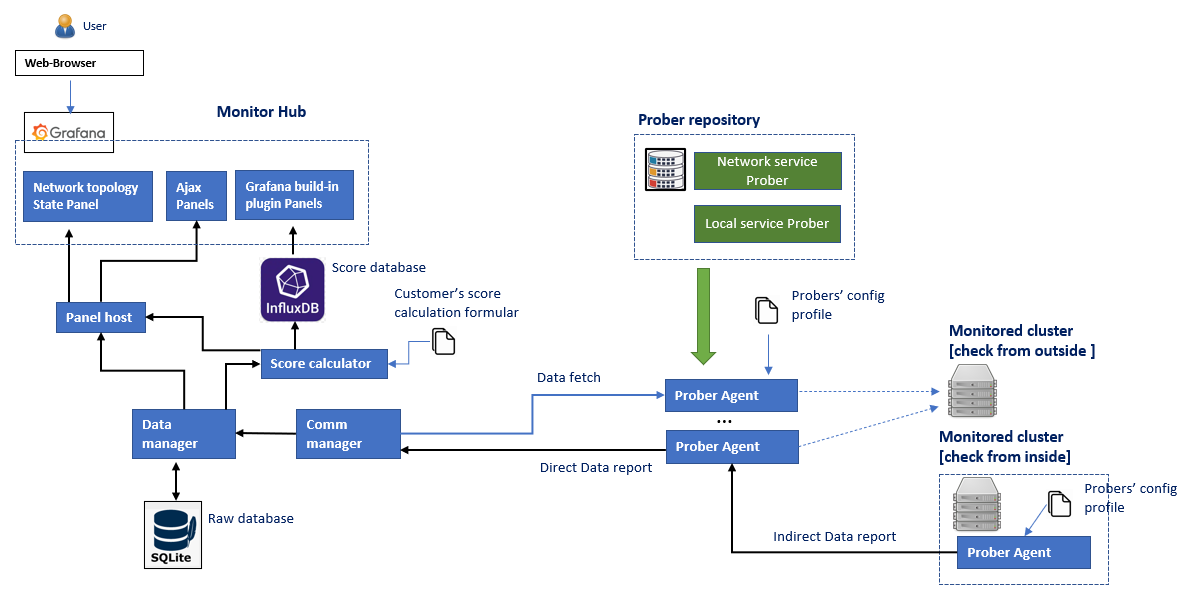 User
Web-Browser
Grafana
Monitor Hub
Network topology
State Panel
Ajax
Panels
Grafana build-in
plugin Panels
Score database
InfluxDB
Customer's score
calculation formular
Panel host
Score calculator
Data
manager
Comm
manager
Raw database
SQLite
Prober repository
Network service
Prober
Local service Prober
Probers' config
profile
Data fetch
Prober Agent
...
Prober Agent
Direct Data report
Monitored cluster
[check from outside ]
Monitored cluster
[check from inside]
Probers' config
profile
Prober Agent
Indirect Data report